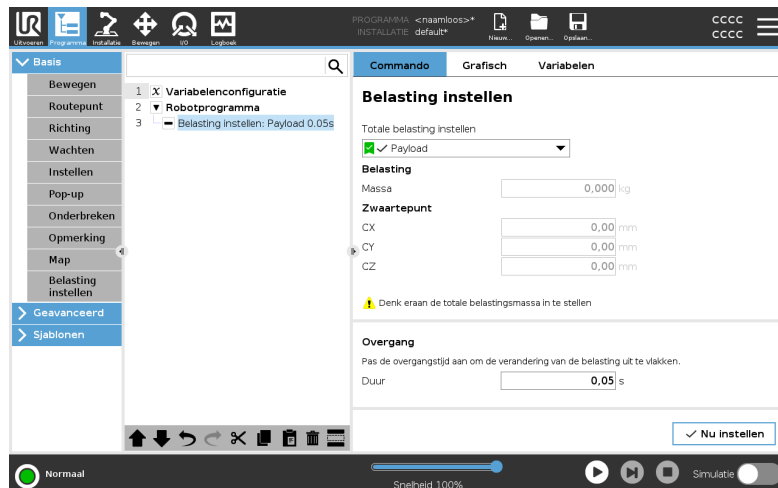 UR
PROGRAMMA <naamloos>*
INSTALLATIE default*
CCCC
CCCC
Uitvoeren Programma Installatie Bewegen I/O Logboek Nieuw... Openen... Opslaan...
Basis
Bewegen
Routepunt
Richting
Wachten
Instellen
Pop-up
Onderbreken
Opmerking
Map
Belasting
instellen
Geavanceerd
Sjablonen
1 X Variabelenconfiguratie
2 Robotprogramma
3 Belasting instellen: Payload 0.05s
Commando Grafisch Variabelen
Belasting instellen
Totale belasting instellen
Payload
Belasting
Massa 0,000 kg
Zwaartepunt
CX 0,00 mm
CY 0,00 mm
CZ 0,00 mm
Denk eraan de totale belastingsmassa in te stellen
Overgang
Pas de overgangstijd aan om de verandering van de belasting uit te vlakken.
Duur 0,05 s
Nu instellen
Normaal
Snelheid 100%
Simulatie